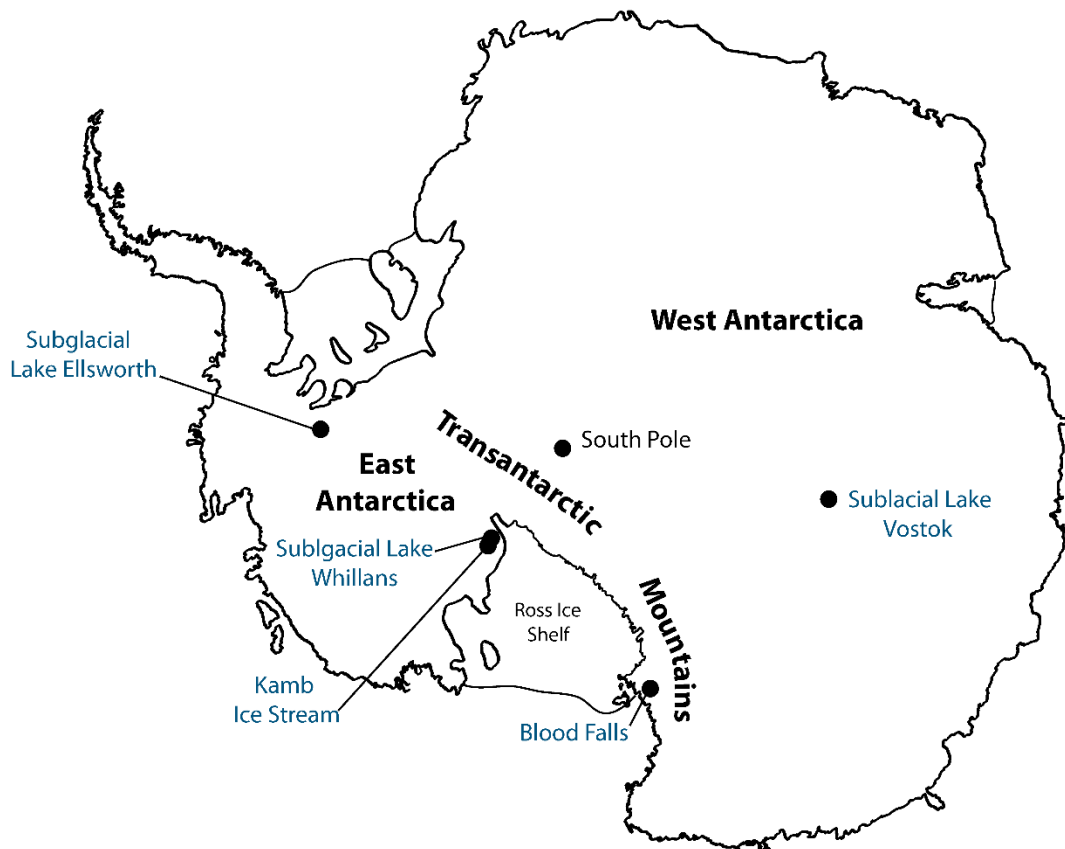 West Antarctica
Subglacial
Lake Ellsworth
Transantarctic
South Pole
East
Antarctica
Sublacial Lake
Vostok
Sublgacial Lake
Whillans
Mountains
Ross Ice
Shelf
Kamb
Ice Stream
Blood Falls